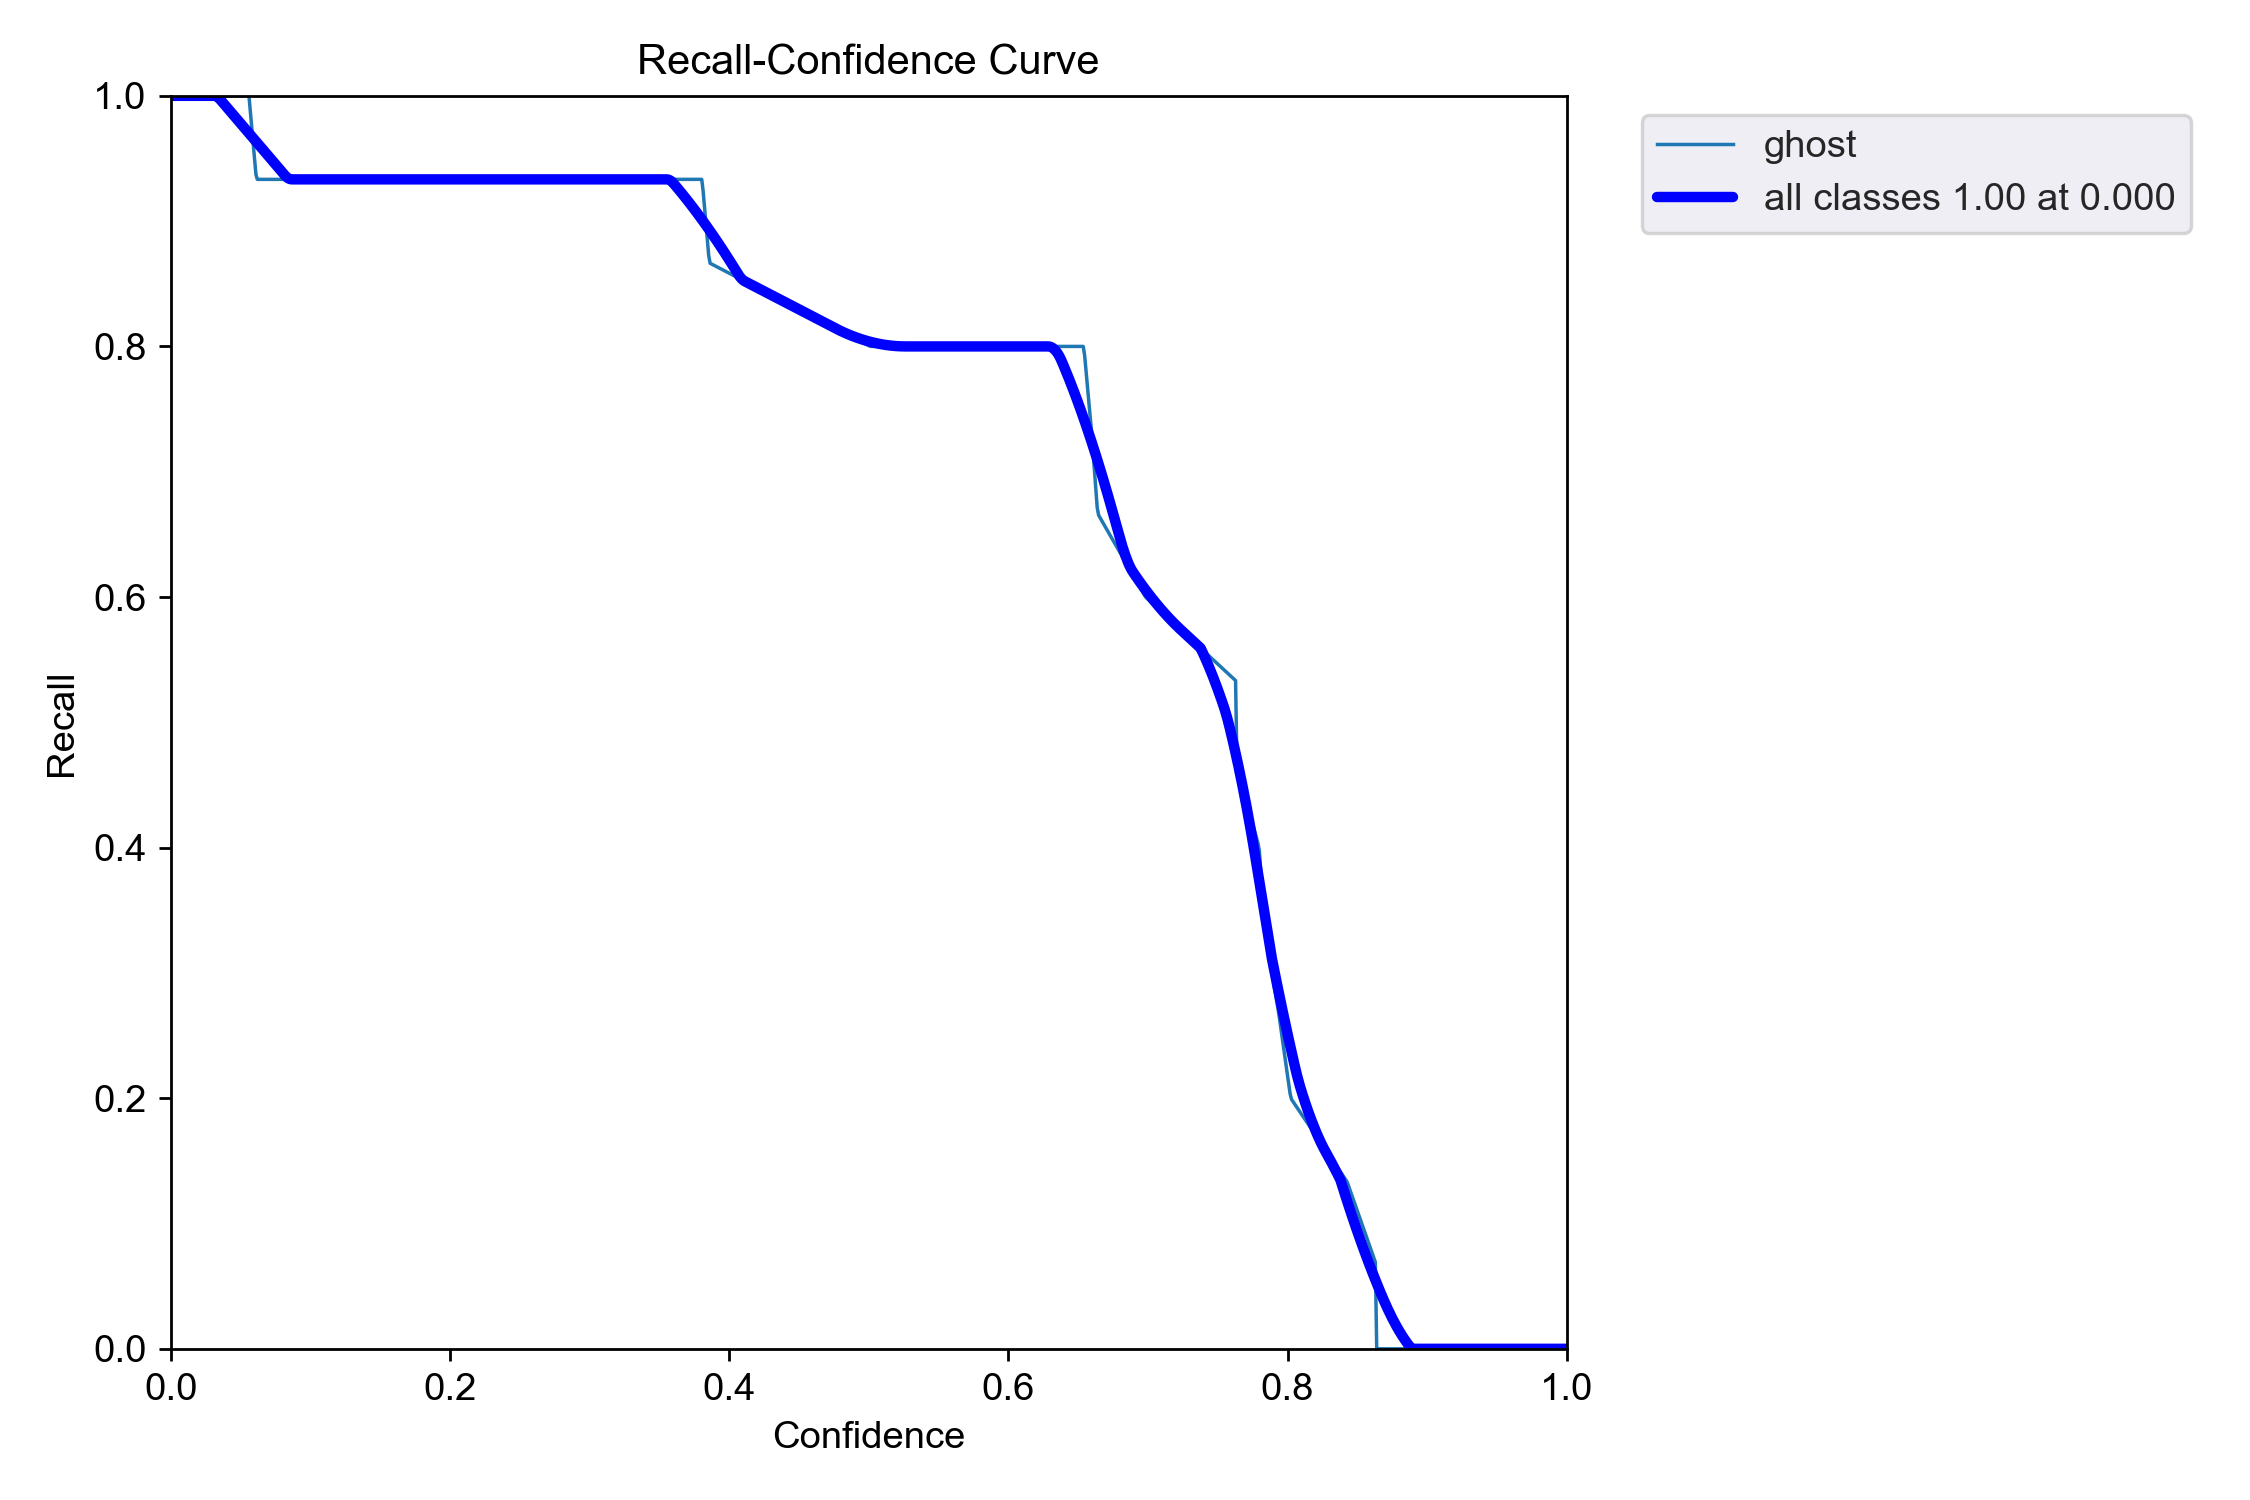 Recall-Confidence Curve
1.0
0.8
0.6
0.4
0.2
0.0
Recall
0.0 0.2 0.4 0.6 0.8 1.0
Confidence
ghost
all classes 1.00 at 0.000